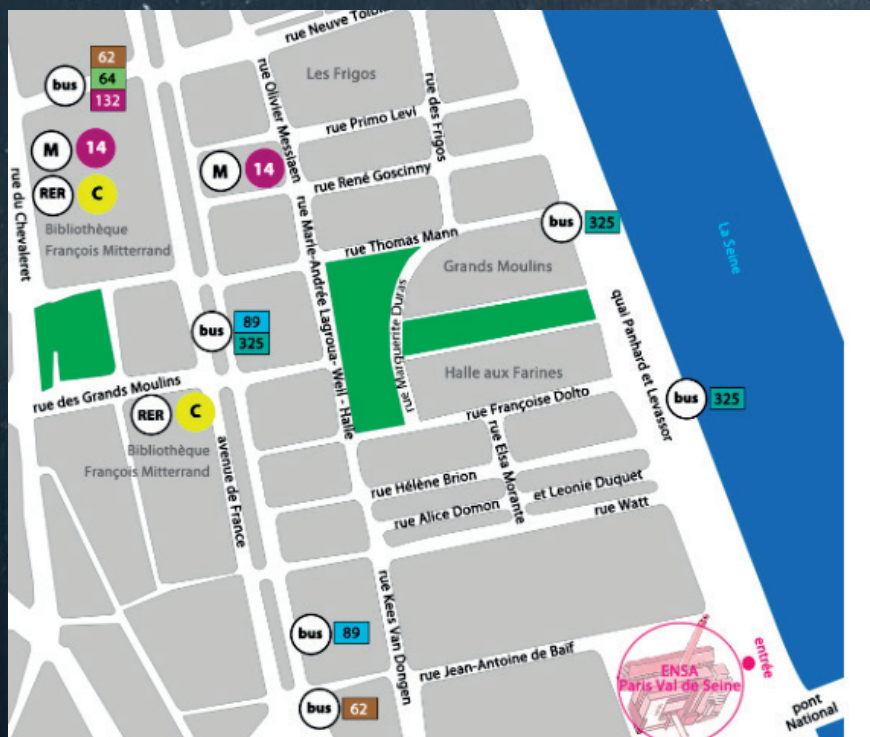 rue Neuve Tolbi
62
bus
64
132
Les Frigos
rue Olivier Messiaen
rue des Frigos
rue Primo Levi
M
14
M
14
RER
C
rue René Goscinny
rue du Chevaleret
Bibliothèque
François Mitterrand
bus
325
rue Thomas Mann
La Seine
Grands Moulins
rue Marie-Andrée Lagroua- Weil - Halle
rue Marguerite Duras
quai Panhard et Levassor
bus
89
325
Halle aux Farines
rue des Grands Moulins
RER
C
rue Françoise Dolto
bus
325
Bibliothèque
François Mitterrand
avenue de France
rue Elsa Morante
rue Hélène Brion
et Leonie Duquet
rue Alice Domon
rue Watt
rue Kees Van Dongen
bus
89
rue Jean-Antoine de Baïf
ENSA
Paris Val de Seine
entrée
bus
62
pont
National